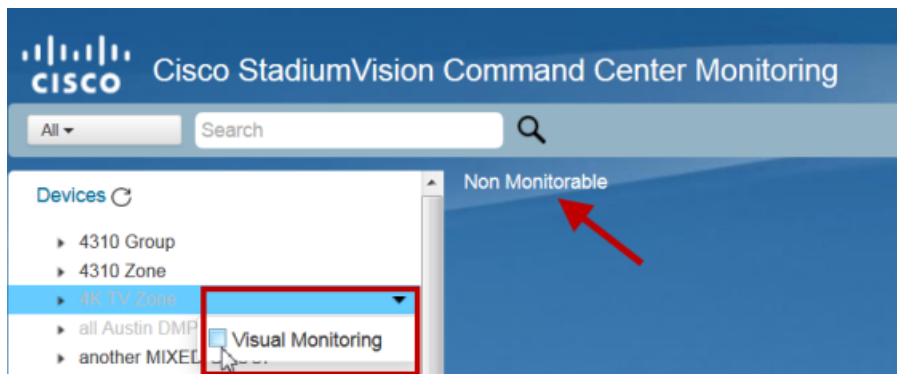 CISCO
Cisco StadiumVision Command Center Monitoring
All
Search
Devices
Non Monitorable
4310 Group
4310 Zone
4K TV Zone
all Austin DMP
Visual Monitoring
another MIXED